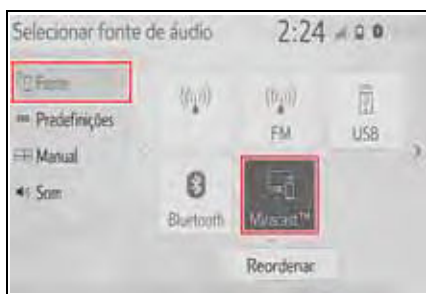 Selecionar fonte de áudio 2:24
Fonte
Predefinições
Manual
Som
FM
USB
Bluetooth
Miracast™
Reordenar